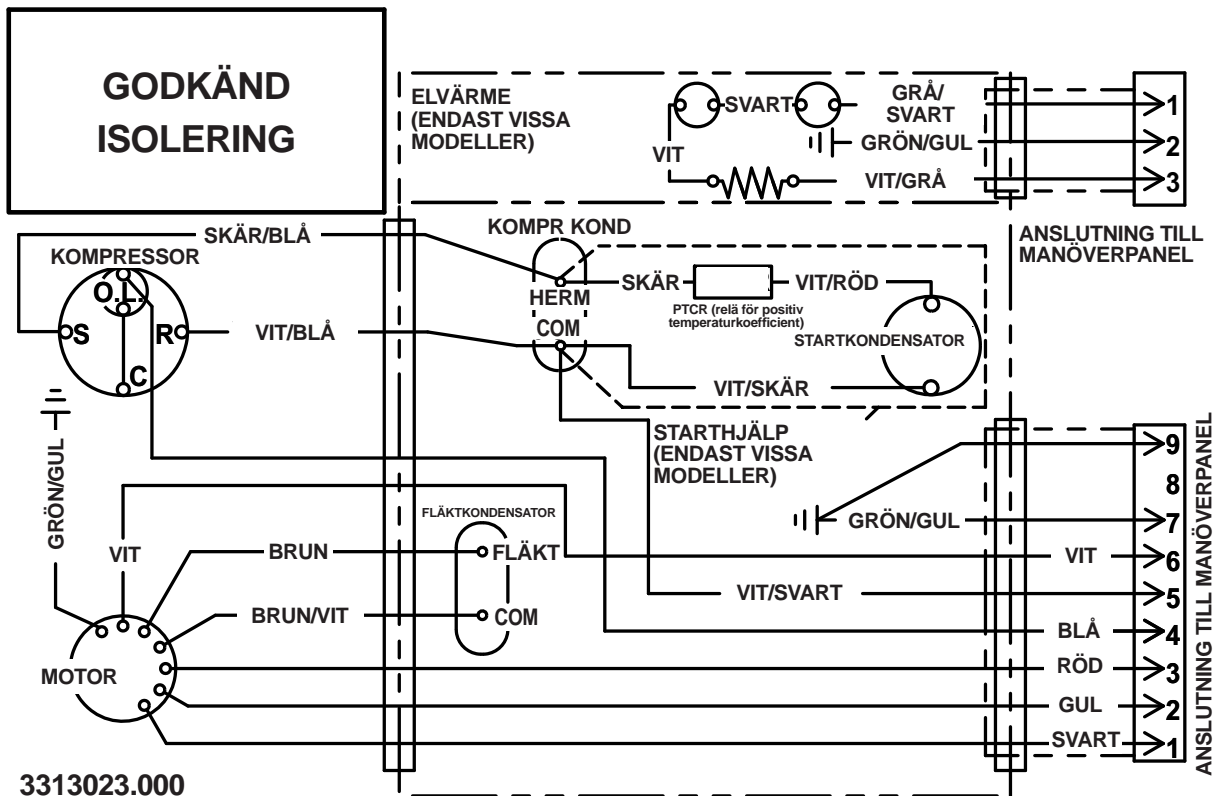 GODKÄND
ISOLERING
ELVÄRME
(ENDAST VISSA
MODELLER)
SVART
GRÅ/
SVART
VIT
GRÖN/GUL
VIT/GRÅ
1
2
3
ANSLUTNING TILL
MANÖVERPANEL
SKÄR/BLÅ
KOMPRESSOR
O.L.
S
R
C
VIT/BLÅ
KOMPR KOND
HERM
COM
SKÄR
VIT/RÖD
PTCR (relä för positiv
temperaturkoefficient)
STARTKONDENSATOR
VIT/SKÄR
STARTHJÄLP
(ENDAST VISSA
MODELLER)
GRÖN/GUL
VIT
BRUN
BRUN/VIT
MOTOR
FLÄKTKONDENSATOR
FLÄKT
COM
GRÖN/GUL
VIT
VIT/SVART
BLÅ
RÖD
GUL
SVART
9
8
7
6
5
4
3
2
1
ANSLUTNING TILL MANÖVERPANEL
3313023.000